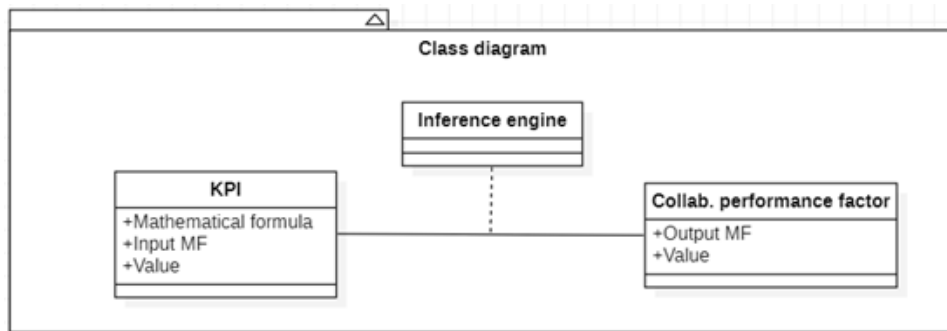 Class diagram
Inference engine
KPI
+Mathematical formula
+Input MF
+Value
Collab. performance factor
+Output MF
+Value